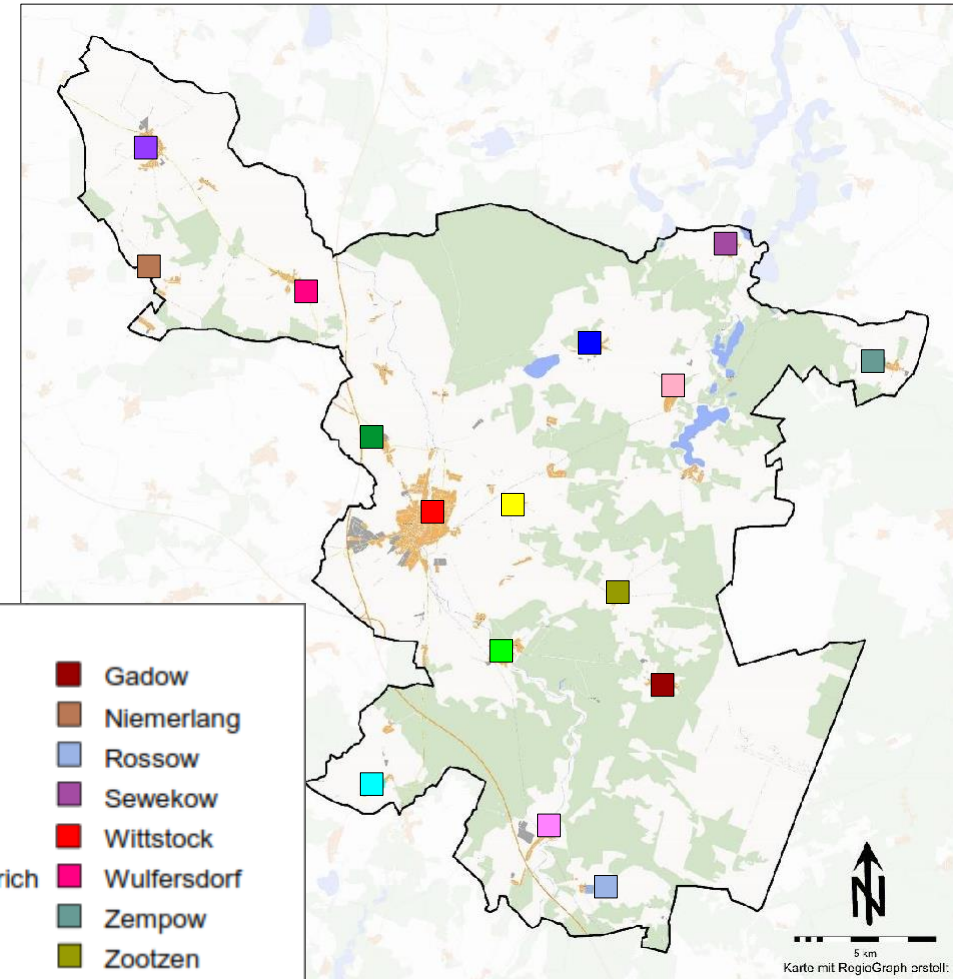 Gadow
Niemerlang
Rossow
Sewekow
Wittstock
rich Wulfersdorf
Zempow
Zootzen
N
5 km
Karte mit RegioGraph erstellt